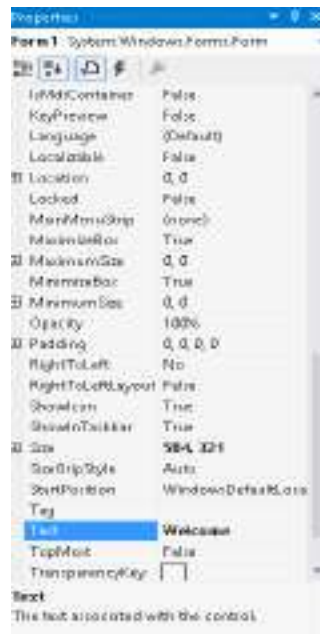 Properties
Form1 System.Windows.Forms.Form
IsMdiContainer False
KeyPreview False
Language (Default)
Localizable False
Location 0, 0
Locked False
MainMenuStrip (none)
MaximizeBox True
MaximumSize 0, 0
MinimizeBox True
MinimumSize 0, 0
Opacity 100%
Padding 0, 0, 0, 0
RightToLeft No
RightToLeftLayout False
ShowIcon True
ShowInTaskbar True
Size 584, 321
SizeGripStyle Auto
StartPosition WindowsDefaultLoca
Tag
Text Welcome
TopMost False
TransparencyKey
Text
The text associated with the control.